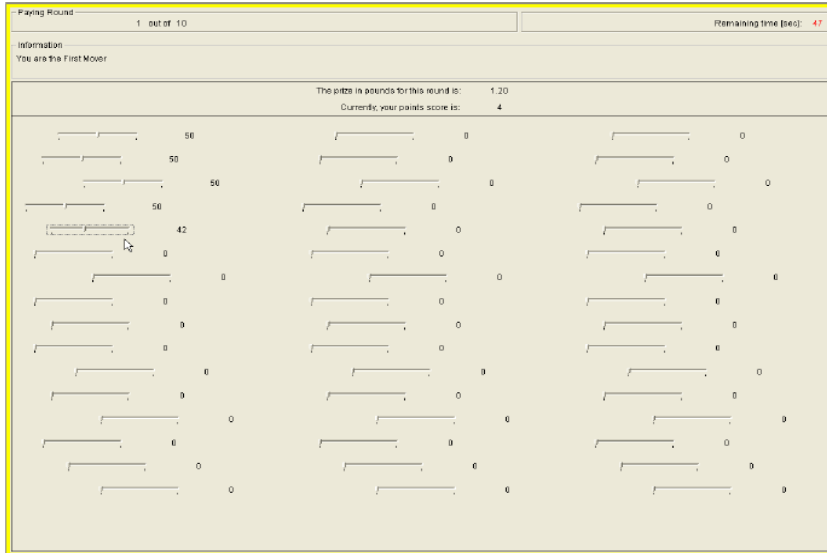 Paying Round
1 out of 10
Remaining time [sec]: 47
Information
You are the First Mover
The prize in pounds for this round is: 1.20
Currently, your points score is: 4
50 0 0
50 0 0
50 0 0
50 0 0
42 0 0
0 0 0
0 0 0
0 0 0
0 0 0
0 0 0
0 0 0
0 0 0
0 0 0
0 0 0
0 0 0
0 0 0